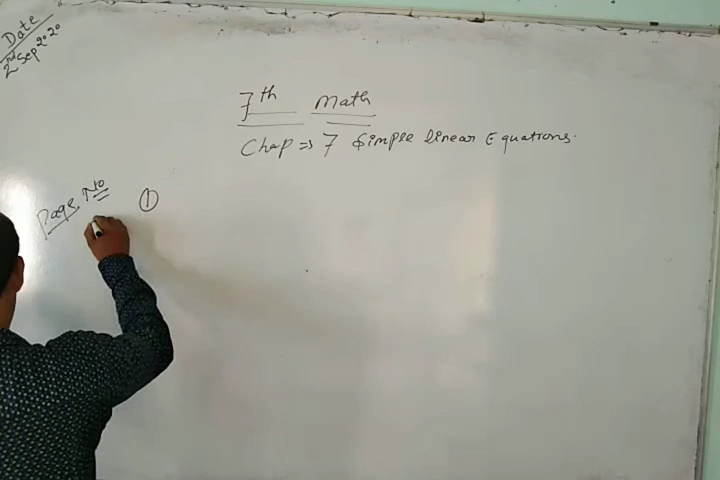 Date
2nd Sep 2020
7th Math
Chap => 7 Simple linear Equations.
Page No ①